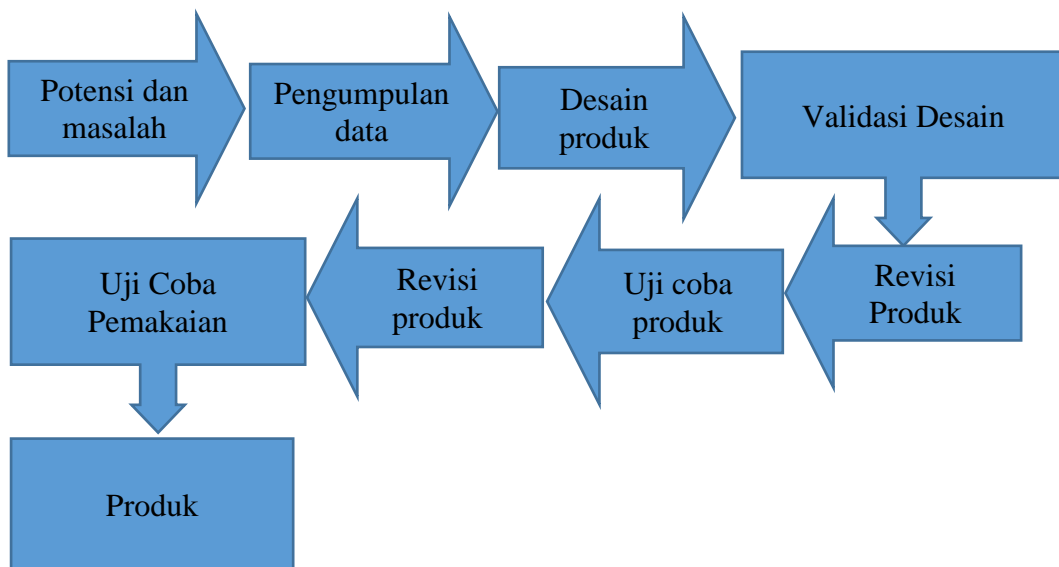 Potensi dan
masalah
Pengumpulan
data
Desain
produk
Validasi Desain
Revisi
Produk
Uji coba
produk
Revisi
produk
Uji Coba
Pemakaian
Produk